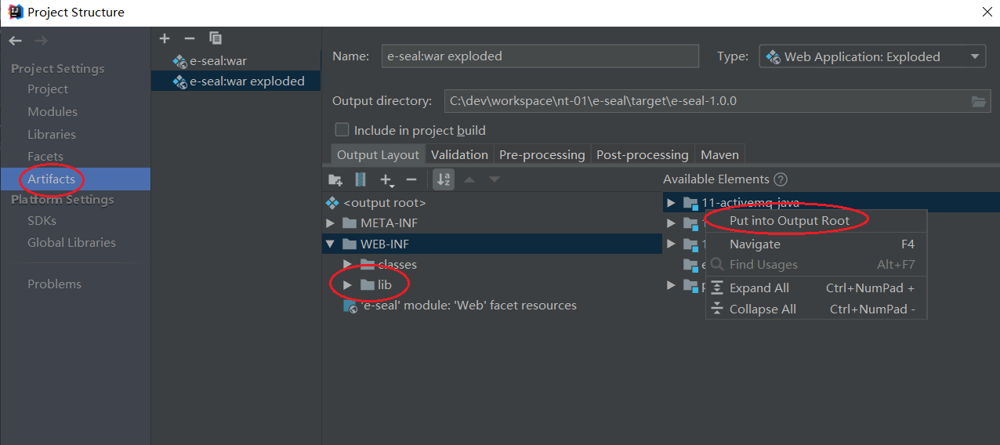 Project Structure
Project Settings
Project
Modules
Libraries
Facets
Artifacts
Platform Settings
SDKs
Global Libraries
Problems
e-seal:war
e-seal:war exploded
Name: e-seal:war exploded Type: Web Application: Exploded
Output directory: C:\dev\workspace\nt-01\e-seal\target\e-seal-1.0.0
Include in project build
Output Layout Validation Pre-processing Post-processing Maven
<output root>
META-INF
WEB-INF
classes
lib
'e-seal' module: 'Web' facet resources
Available Elements
11-activemq-java
Put into Output Root
Navigate F4
Find Usages Alt+F7
Expand All Ctrl+NumPad +
Collapse All Ctrl+NumPad -